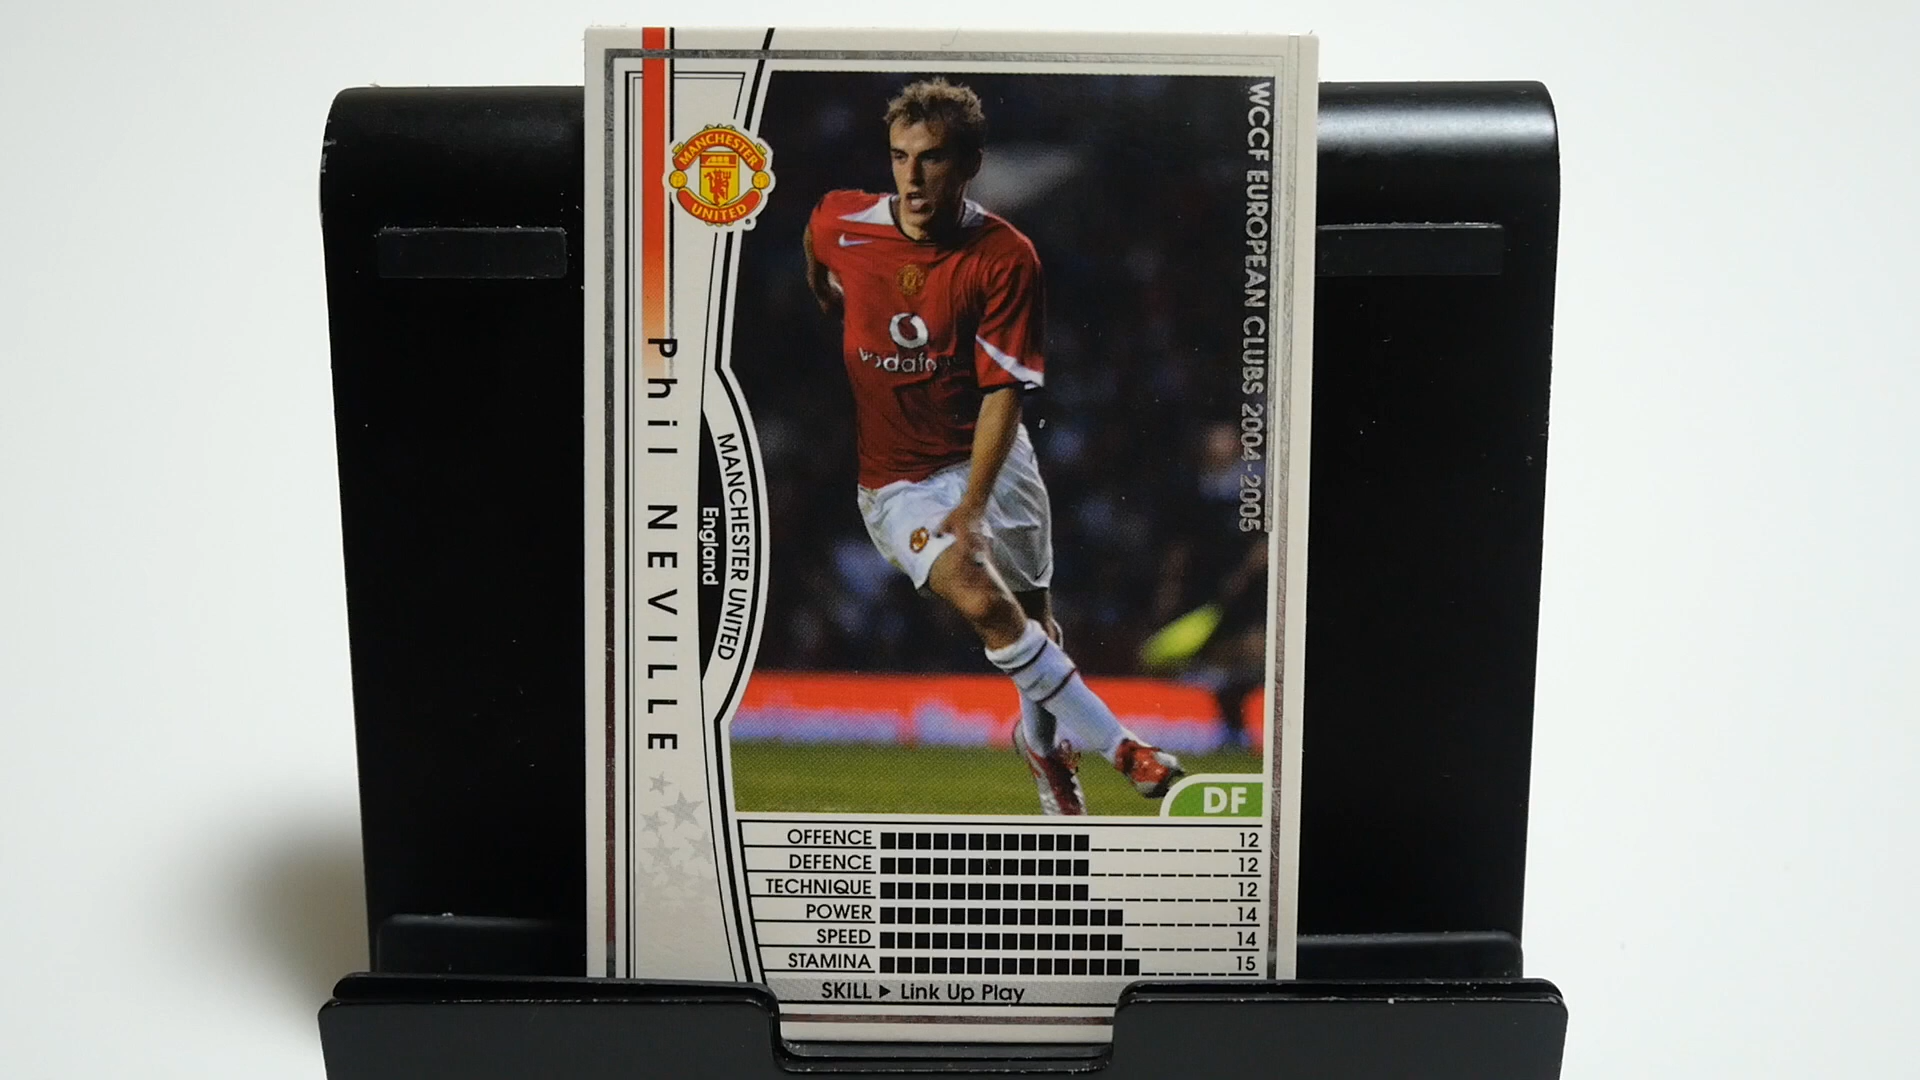 MANCHESTER
UNITED
WCCF EUROPEAN CLUBS 2004-2005
Phil NEVILLE
MANCHESTER UNITED
England
vodafo
DF
OFFENCE 12
DEFENCE 12
TECHNIQUE 12
POWER 14
SPEED 14
STAMINA 15
SKILL ▶ Link Up Play